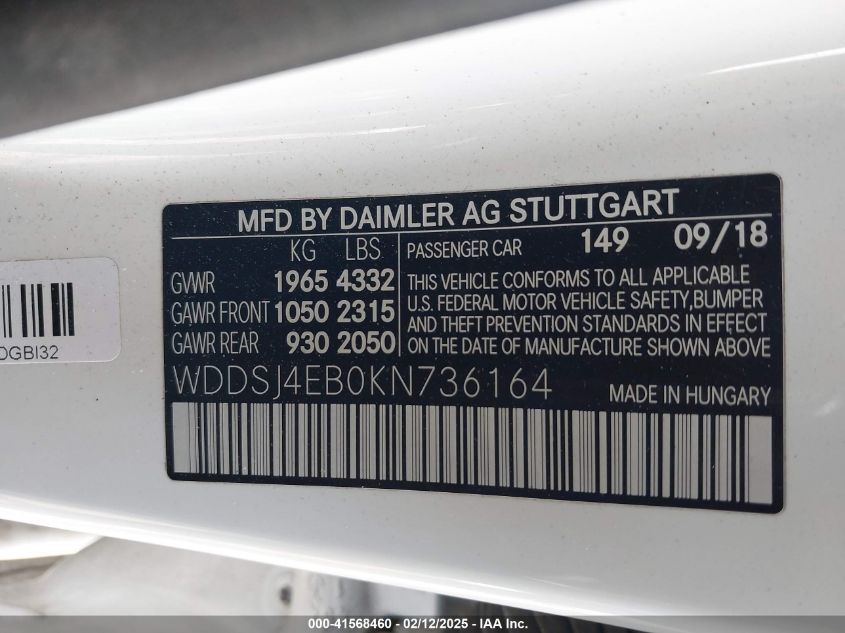 MFD BY DAIMLER AG STUTTGART
KG LBS PASSENGER CAR 149 09/18
GVWR 1965 4332 THIS VEHICLE CONFORMS TO ALL APPLICABLE
GAWR FRONT 1050 2315 U.S. FEDERAL MOTOR VEHICLE SAFETY, BUMPER
GAWR REAR 930 2050 AND THEFT PREVENTION STANDARDS IN EFFECT
ON THE DATE OF MANUFACTURE SHOWN ABOVE
WDDSJ4EB0KN736164 MADE IN HUNGARY
© - 41568460 - 02/12/2025 - IAA Inc.